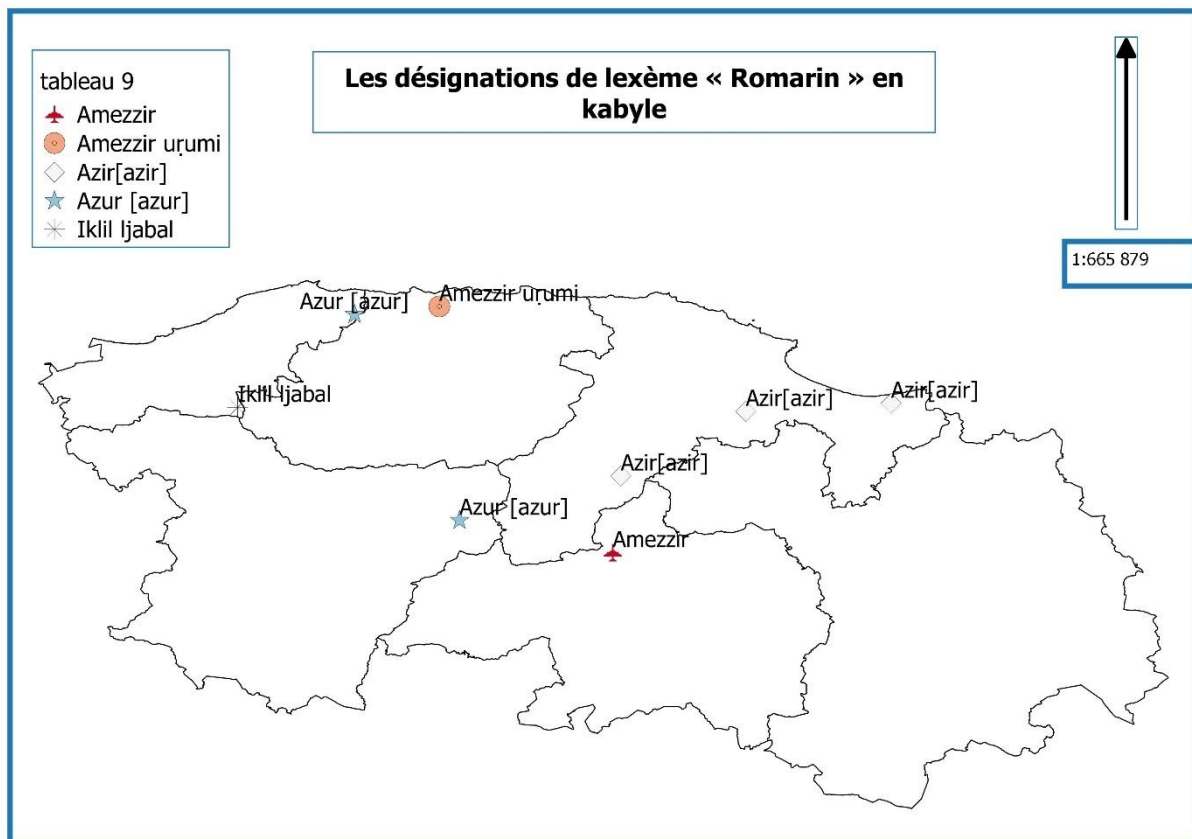 Les désignations de lexème « Romarin » en
kabyle
tableau 9
Amezzir
Amezzir uṛumi
Azir[azir]
Azur [azur]
Iklil ljabal
1:665 879
Azur [azur]
Amezzir uṛumi
Iklil ljabal
Azir[azir]
Azir[azir]
Azir[azir]
Azur [azur]
Amezzir